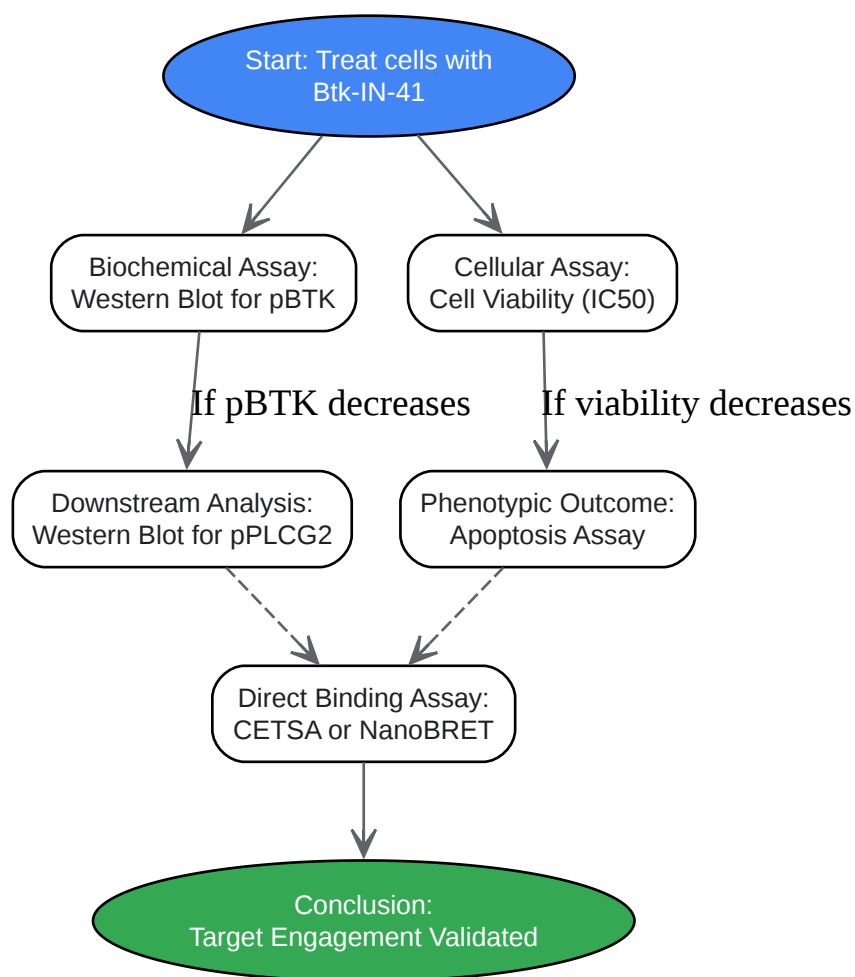 Start: Treat cells with
Btk-IN-41
Biochemical Assay:
Western Blot for pBTK
Cellular Assay:
Cell Viability (IC50)
If pBTK decreases
If viability decreases
Downstream Analysis:
Western Blot for pPLCG2
Phenotypic Outcome:
Apoptosis Assay
Direct Binding Assay:
CETSA or NanoBRET
Conclusion:
Target Engagement Validated